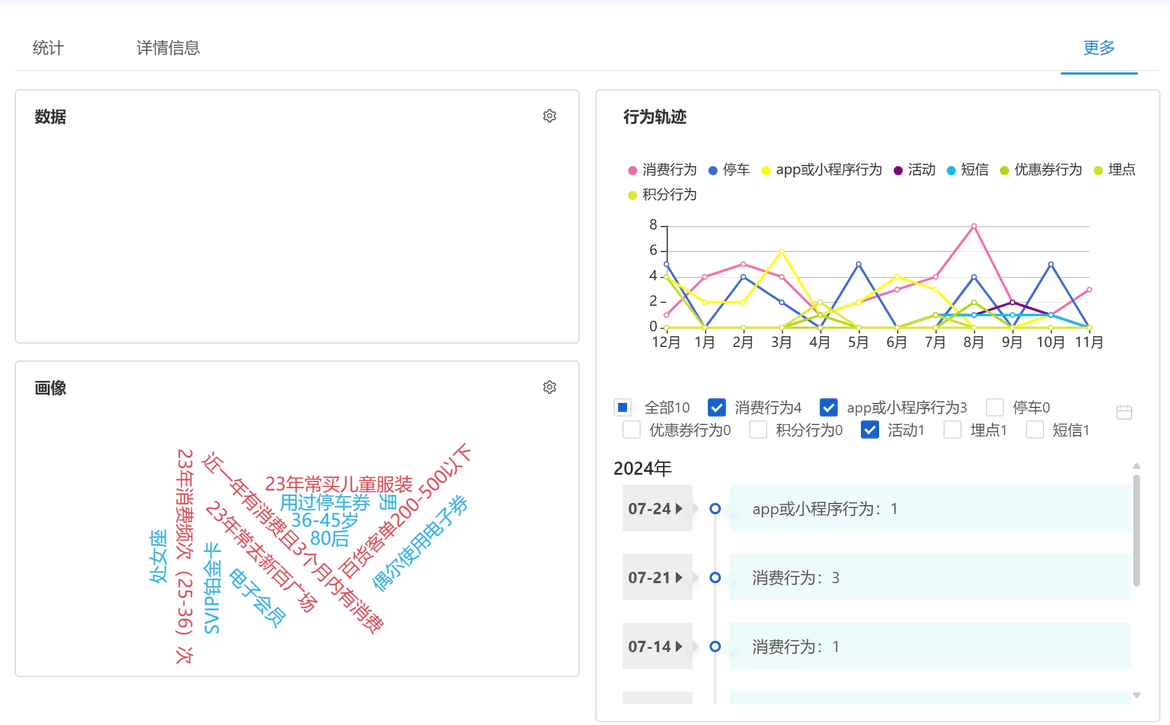 统计
详情信息
更多
数据
画像
23年消费频次（25-36）次
近一年有消费且3个月内有消费
23年常买儿童服装
用过停车券
男
36-45岁
80后
23年常去新百广场
百货客单200-500以下
偶尔使用电子券
处女座
SVIP铂金卡
电子会员
行为轨迹
消费行为 停车 app或小程序行为 活动 短信 优惠券行为 埋点
积分行为
8
6
4
2
0
12月 1月 2月 3月 4月 5月 6月 7月 8月 9月 10月 11月
全部10 消费行为4 app或小程序行为3 停车0
优惠券行为0 积分行为0 活动1 埋点1 短信1
2024年
07-24 app或小程序行为：1
07-21 消费行为：3
07-14 消费行为：1